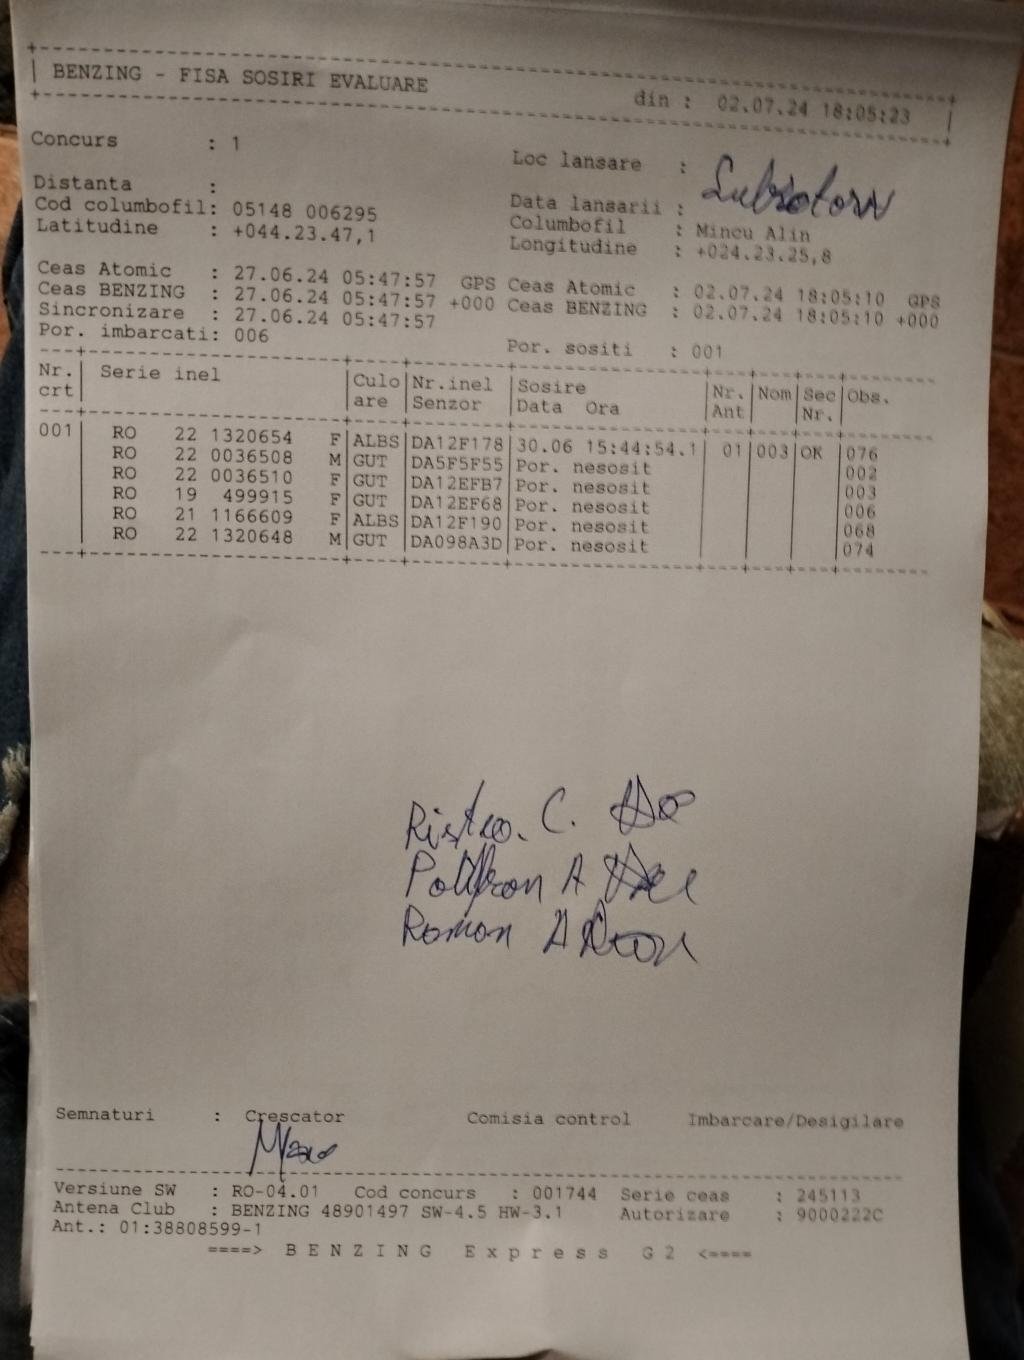 BENZING - FISA SOSIRI EVALUARE din : 02.07.24 18:05:23
Concurs : 1 Loc lansare :
Distanta : Data lansarii :
Cod columbofil: 05148 006295 Columbofil : Mincu Alin
Latitudine : +044.23.47,1 Longitudine : +024.23.25,8
Ceas Atomic : 27.06.24 05:47:57 GPS Ceas Atomic : 02.07.24 18:05:10 GPS
Ceas BENZING : 27.06.24 05:47:57 +000 Ceas BENZING : 02.07.24 18:05:10 +000
Sincronizare : 27.06.24 05:47:57
Por. imbarcati: 006 Por. sositi : 001
Nr. Serie inel Culo Nr.inel Sosire Nr. Nom Sec Obs.
crt are Senzor Data Ora Ant Nr.
001 RO 22 1320654 F ALBS DA12F178 30.06 15:44:54.1 01 003 OK 076
RO 22 0036508 M GUT DA5F5F55 Por. nesosit 002
RO 22 0036510 F GUT DA12EFB7 Por. nesosit 003
RO 19 499915 F GUT DA12EF68 Por. nesosit 006
RO 21 1166609 F ALBS DA12F190 Por. nesosit 068
RO 22 1320648 M GUT DA098A3D Por. nesosit 074
C.
A
Roman A
Semnaturi : Crescator Comisia control Imbarcare/Desigilare
Versiune SW : RO-04.01 Cod concurs : 001744 Serie ceas : 245113
Antena Club : BENZING 48901497 SW-4.5 HW-3.1 Autorizare : 9000222C
Ant.: 01:38808599-1
====> B E N Z I N G E x p r e s s G 2 <====